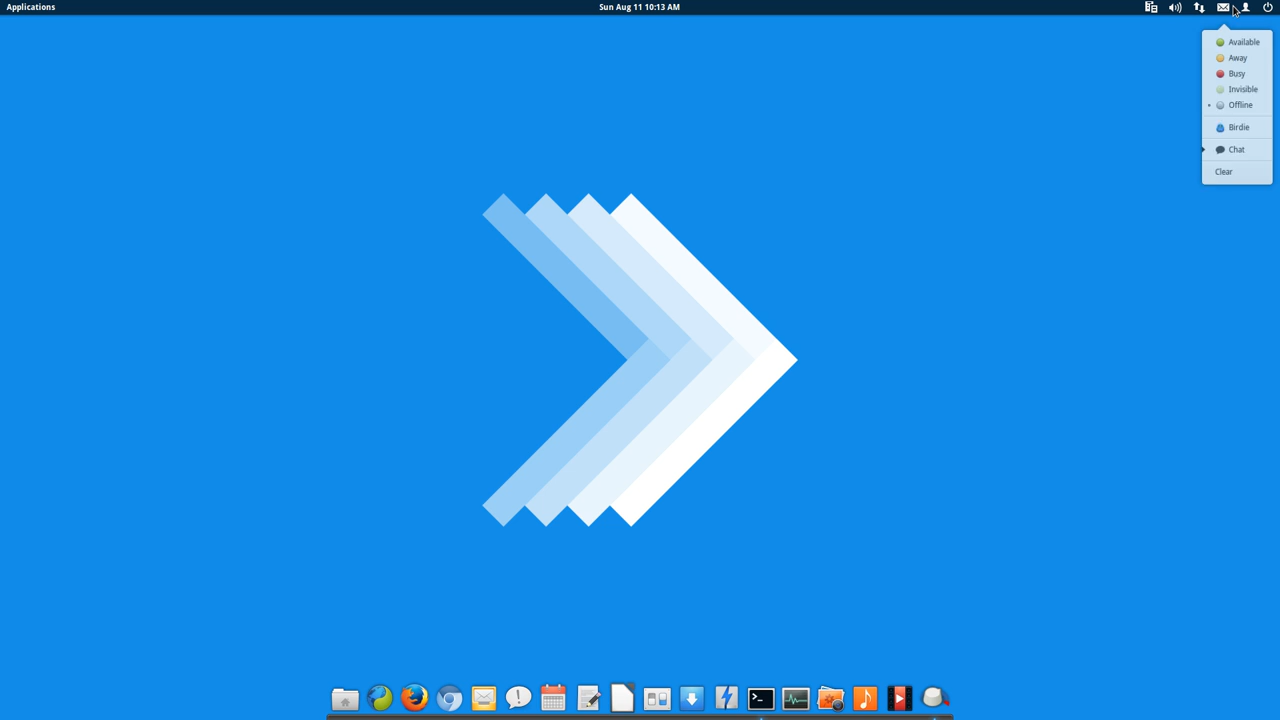 Applications
Sun Aug 11 10:13 AM
Available
Away
Busy
Invisible
Offline
Birdie
Chat
Clear